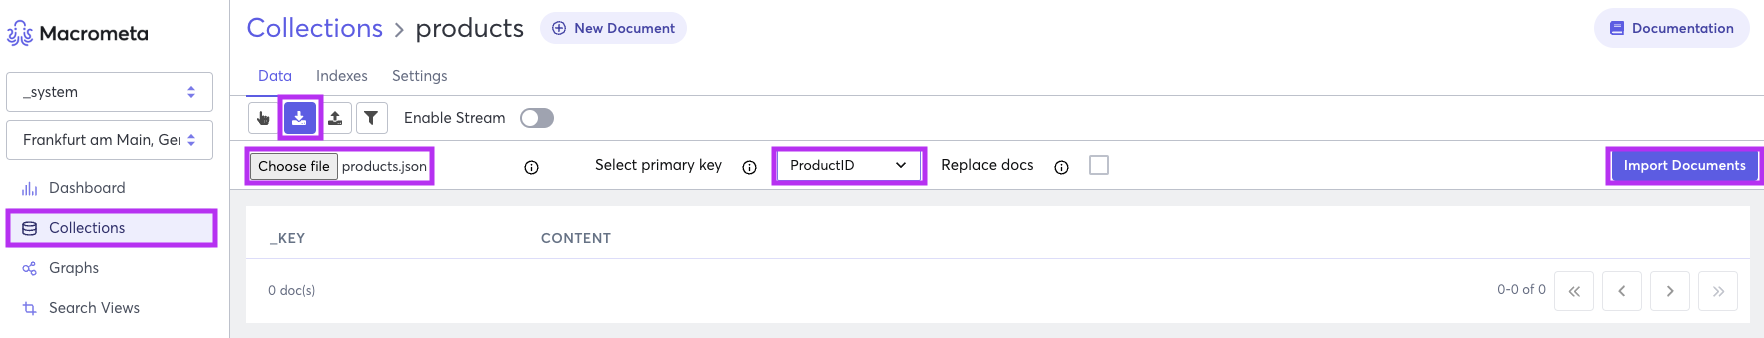 Macrometa
_system
Frankfurt am Main, Ger
Dashboard
Collections
Graphs
Search Views
Collections > products
New Document
Documentation
Data Indexes Settings
Enable Stream
Choose file products.json
Select primary key
ProductID
Replace docs
Import Documents
_KEY CONTENT
0 doc(s)
0-0 of 0